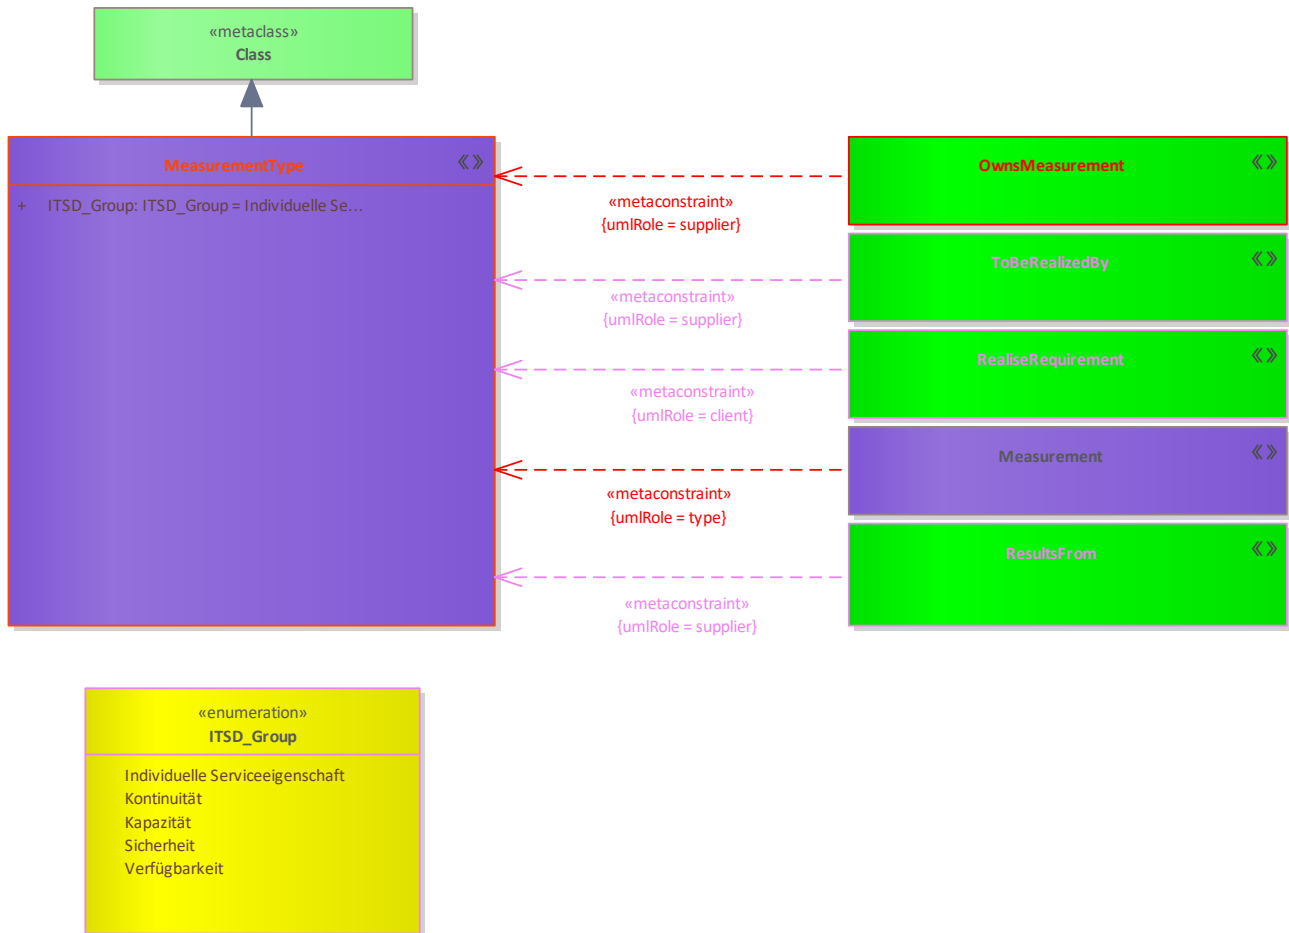 «metaclass»
Class
MeasurementType
+ ITSD_Group: ITSD_Group = Individuelle Se...
«metaconstraint»
{umlRole = supplier}
OwnsMeasurement
«metaconstraint»
{umlRole = supplier}
ToBeRealizedBy
«metaconstraint»
{umlRole = client}
RealiseRequirement
«metaconstraint»
{umlRole = type}
Measurement
«metaconstraint»
{umlRole = supplier}
ResultsFrom
«enumeration»
ITSD_Group
Individuelle Serviceeigenschaft
Kontinuität
Kapazität
Sicherheit
Verfügbarkeit